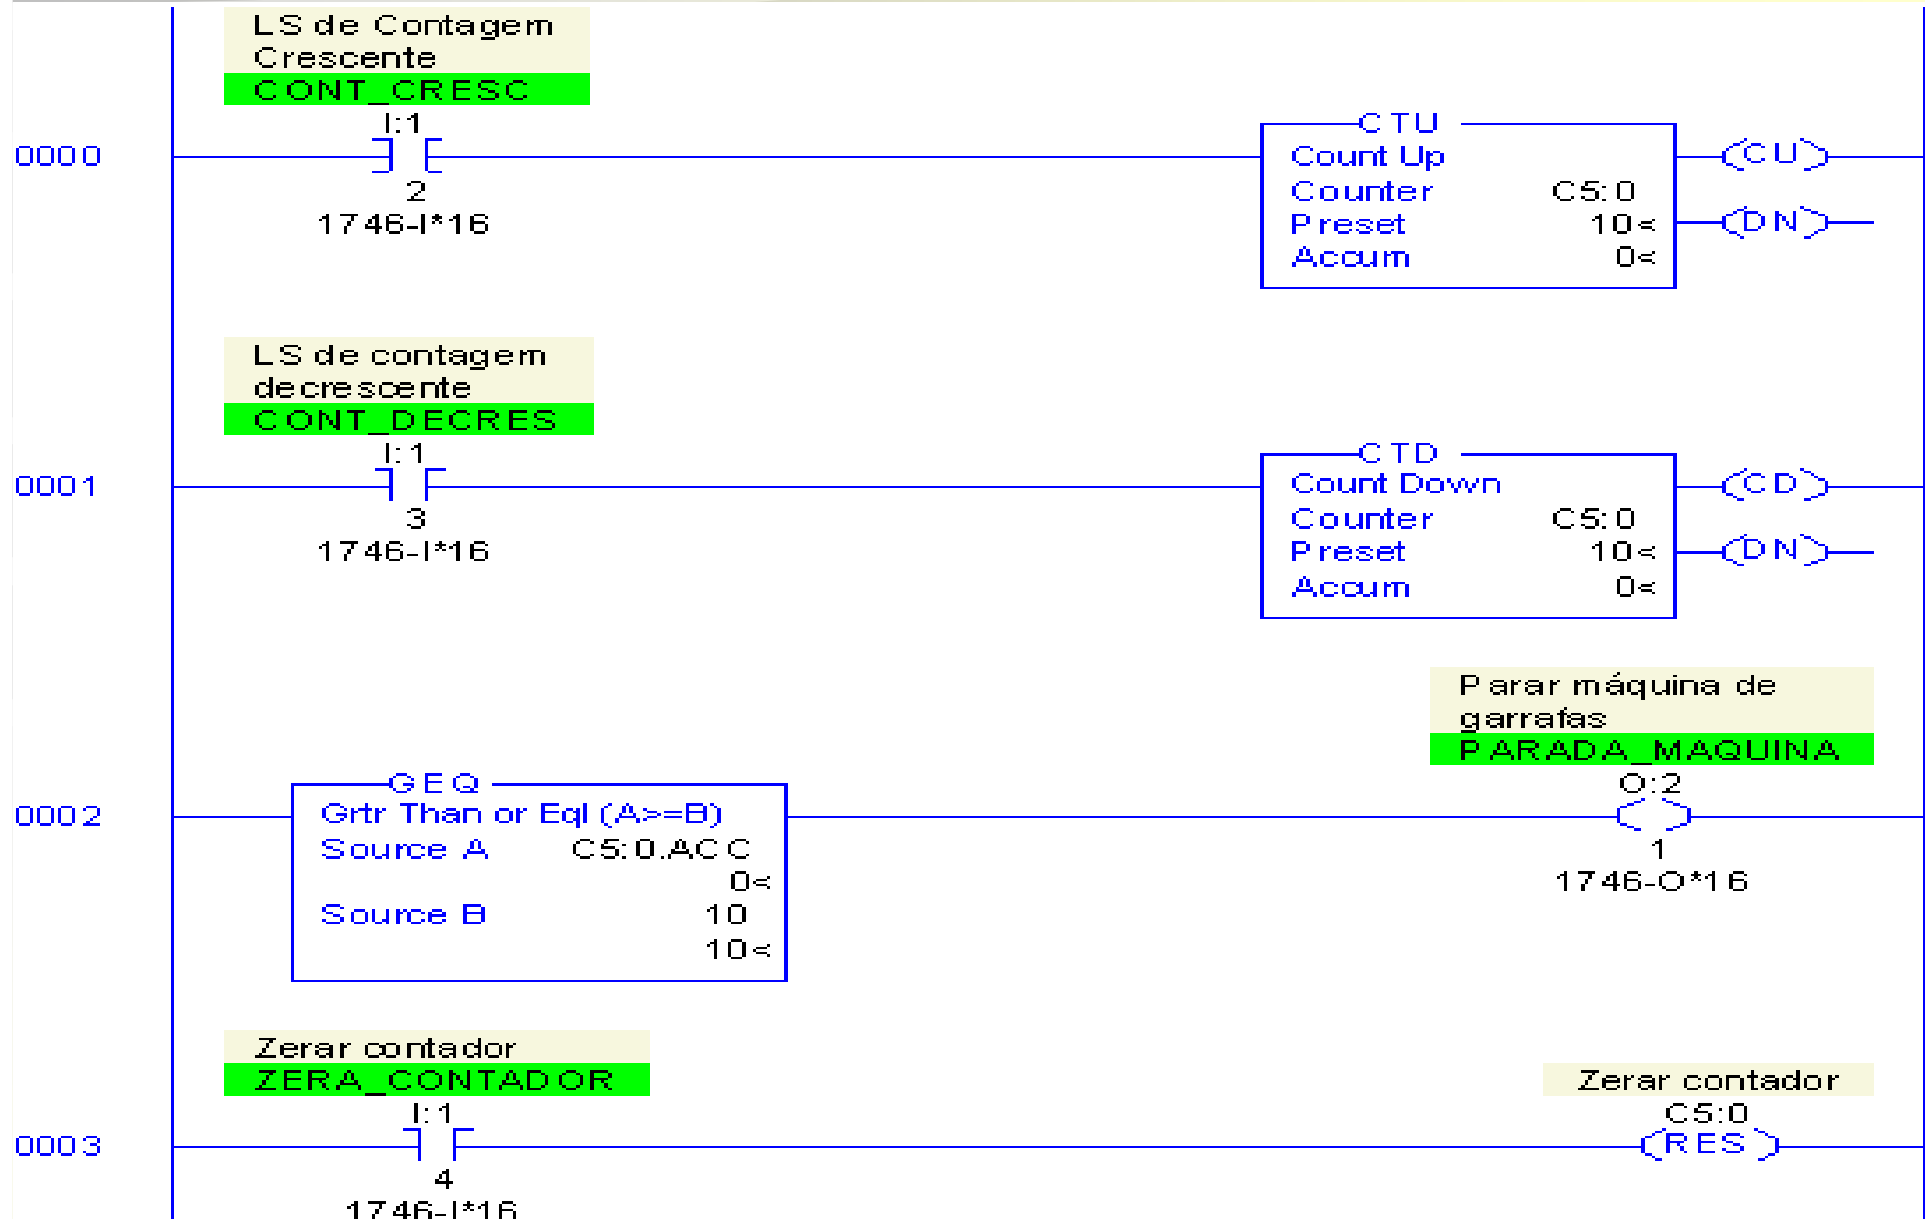 LS de Contagem
Crescente
CONT_CRESC
I:1
0000
2
1746-I*16
CTU
Count Up
Counter C5:0
Preset 10<
Accum 0<
CU
DN
LS de contagem
decrescente
CONT_DECRES
I:1
0001
3
1746-I*16
CTD
Count Down
Counter C5:0
Preset 10<
Accum 0<
CD
DN
Parar máquina de
garrafas
PARADA_MAQUINA
O:2
1
1746-O*16
0002
GEQ
Grtr Than or Eql (A>=B)
Source A C5:0.ACC
0<
Source B 10
10<
Zerar contador
ZERA_CONTADOR
I:1
0003
4
1746-I*16
Zerar contador
C5:0
RES